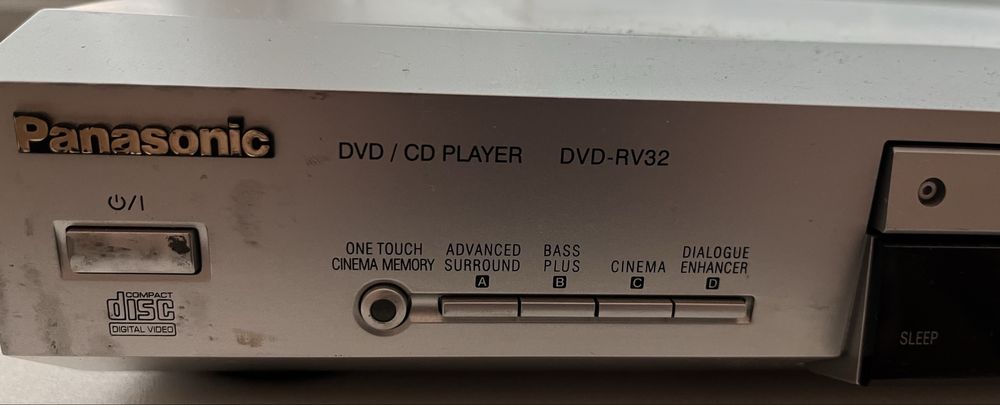 Panasonic
DVD / CD PLAYER DVD-RV32
⏻/I
ONE TOUCH
CINEMA MEMORY
ADVANCED
SURROUND
A
BASS
PLUS
B
CINEMA
C
DIALOGUE
ENHANCER
D
COMPACT
disc
DIGITAL VIDEO
SLEEP